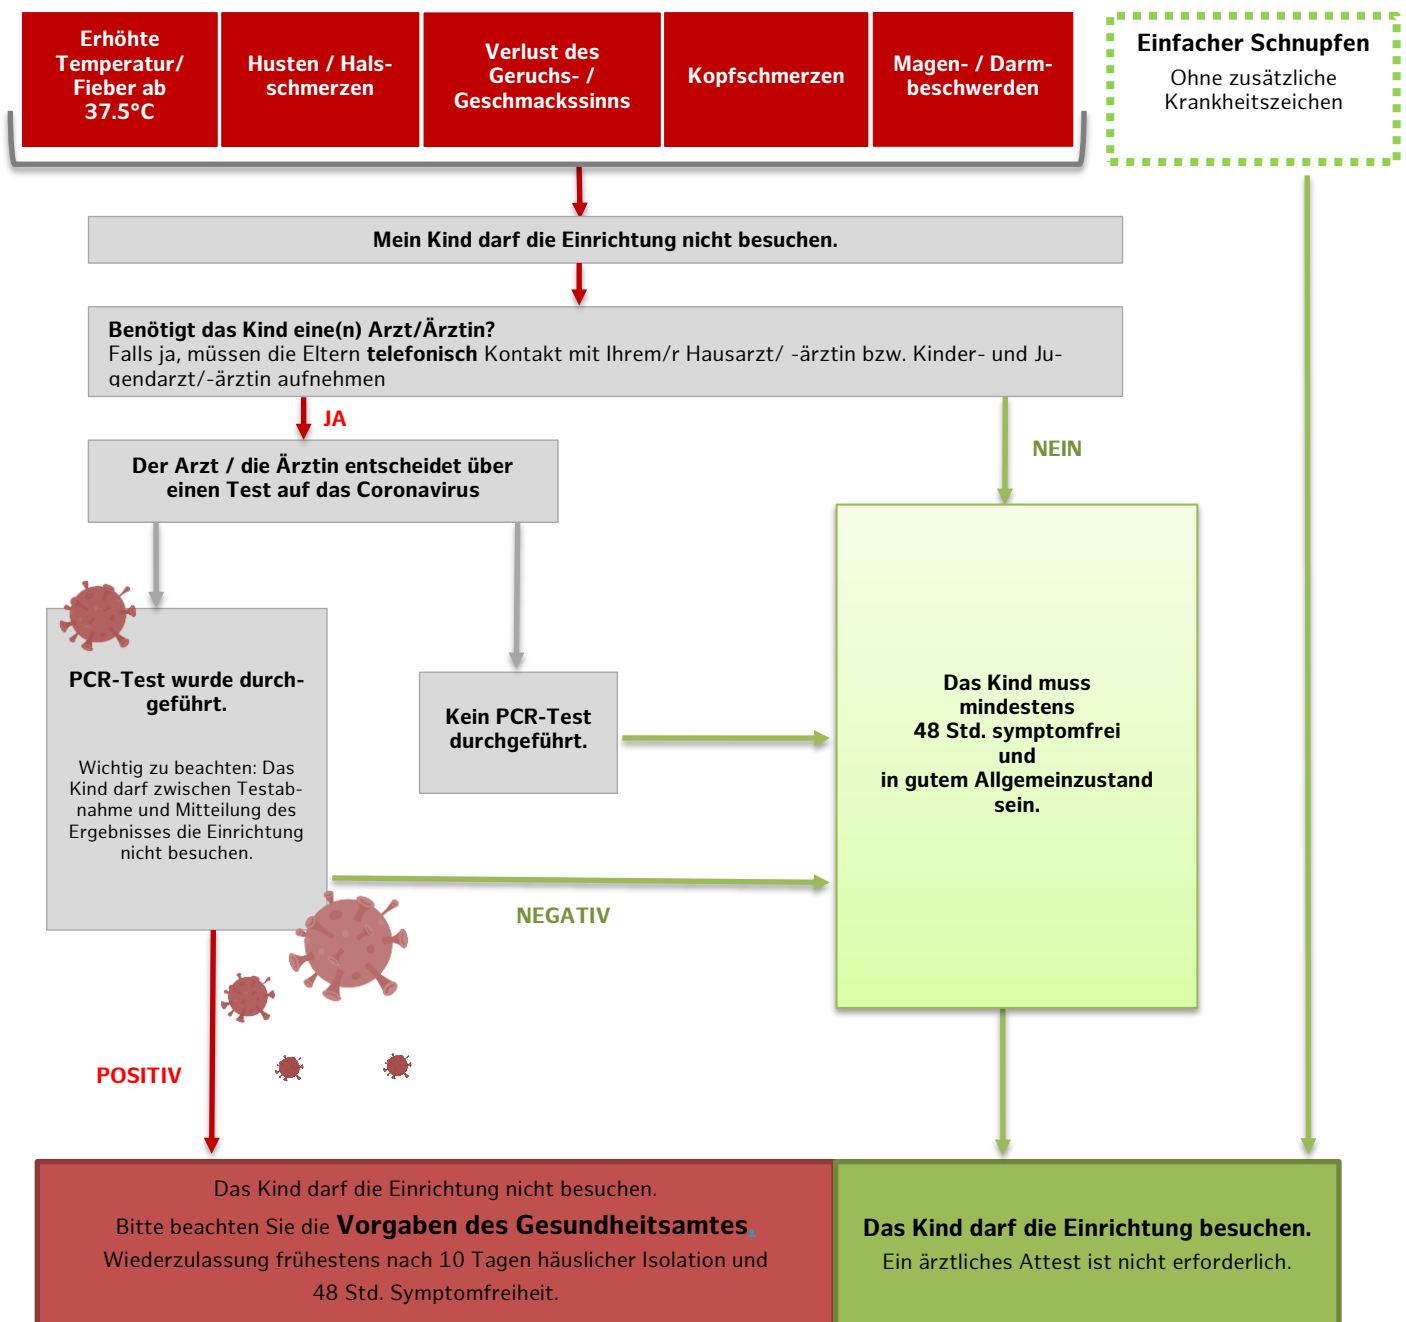 Erhöhte
Temperatur/
Fieber ab
37.5°C
Husten / Hals-
schmerzen
Verlust des
Geruchs- /
Geschmackssinns
Kopfschmerzen
Magen- / Darm-
beschwerden
Einfacher Schnupfen
Ohne zusätzliche
Krankheitszeichen
Mein Kind darf die Einrichtung nicht besuchen.
Benötigt das Kind eine(n) Arzt/Ärztin?
Falls ja, müssen die Eltern telefonisch Kontakt mit Ihrem/r Hausarzt/ -ärztin bzw. Kinder- und Ju-
gendarzt/-ärztin aufnehmen
JA
NEIN
Der Arzt / die Ärztin entscheidet über
einen Test auf das Coronavirus
PCR-Test wurde durch-
geführt.
Wichtig zu beachten: Das
Kind darf zwischen Testab-
nahme und Mitteilung des
Ergebnisses die Einrichtung
nicht besuchen.
Kein PCR-Test
durchgeführt.
Das Kind muss
mindestens
48 Std. symptomfrei
und
in gutem Allgemeinzustand
sein.
NEGATIV
POSITIV
Das Kind darf die Einrichtung nicht besuchen.
Bitte beachten Sie die Vorgaben des Gesundheitsamtes.
Wiederzulassung frühestens nach 10 Tagen häuslicher Isolation und
48 Std. Symptomfreiheit.
Das Kind darf die Einrichtung besuchen.
Ein ärztliches Attest ist nicht erforderlich.